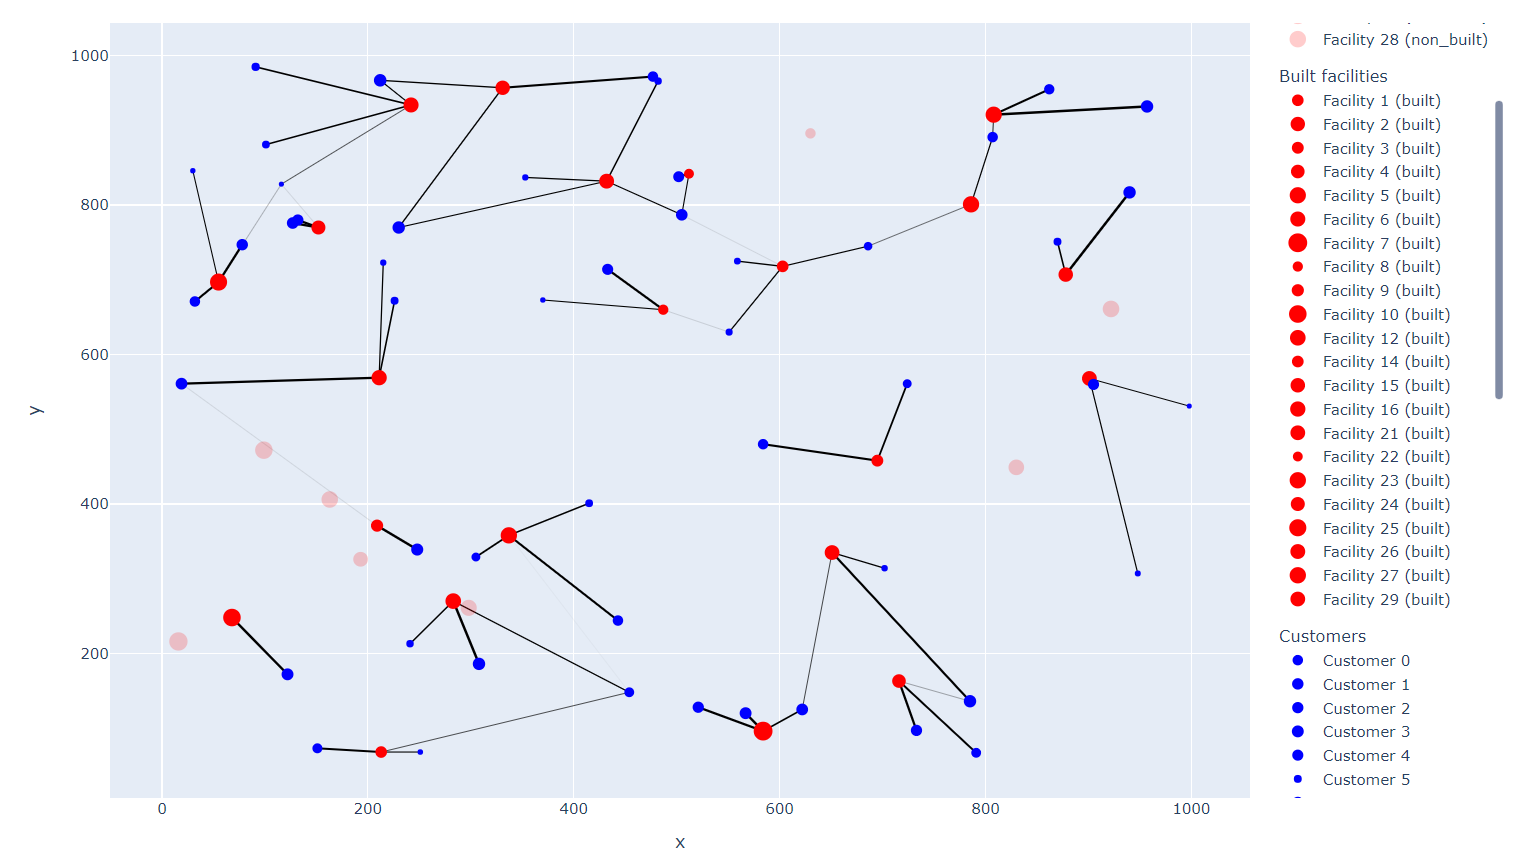 Facility 28 (non_built)
Built facilities
Facility 1 (built)
Facility 2 (built)
Facility 3 (built)
Facility 4 (built)
Facility 5 (built)
Facility 6 (built)
Facility 7 (built)
Facility 8 (built)
Facility 9 (built)
Facility 10 (built)
Facility 12 (built)
Facility 14 (built)
Facility 15 (built)
Facility 16 (built)
Facility 21 (built)
Facility 22 (built)
Facility 23 (built)
Facility 24 (built)
Facility 25 (built)
Facility 26 (built)
Facility 27 (built)
Facility 29 (built)
Customers
Customer 0
Customer 1
Customer 2
Customer 3
Customer 4
Customer 5
1000
800
600
400
200
y
0 200 400 600 800 1000
x